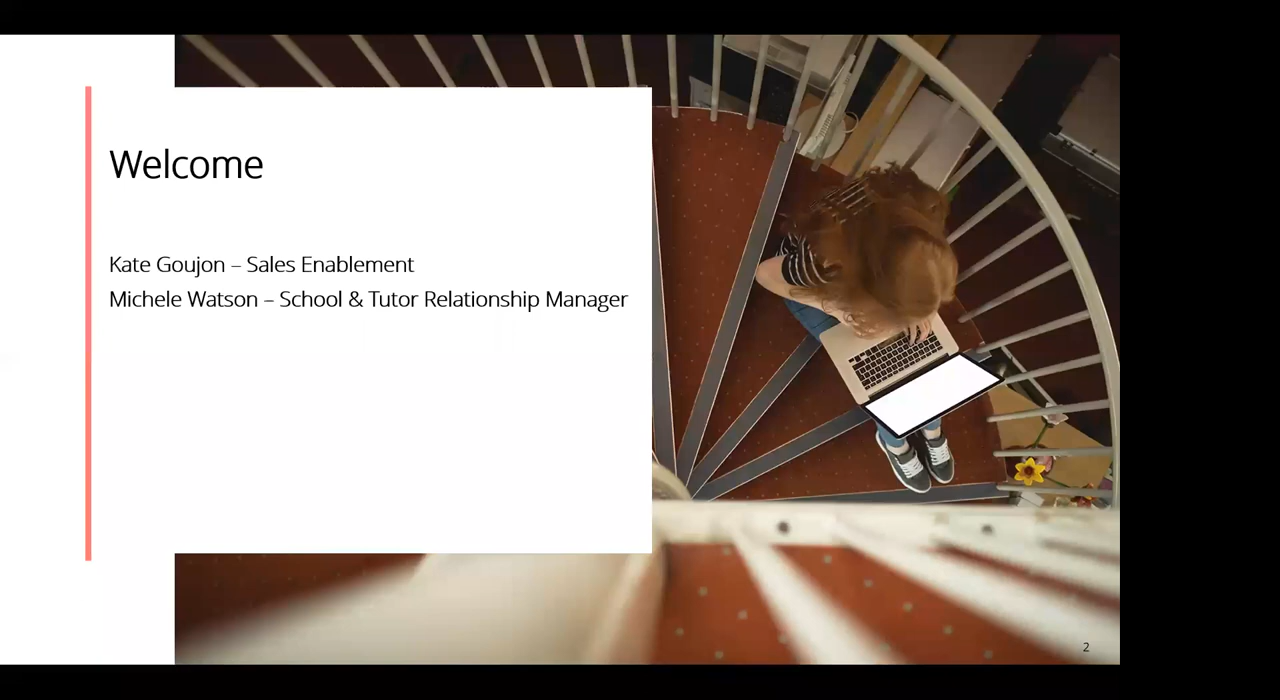 Welcome
Kate Goujon – Sales Enablement
Michele Watson – School & Tutor Relationship Manager
2